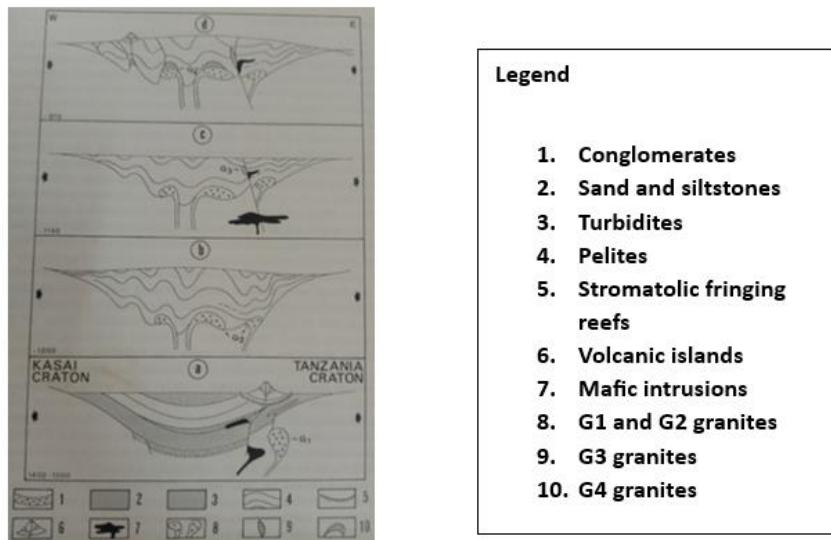 W
E
d
c
G3
b
G2
KASAI
CRATON
a
TANZANIA
CRATON
G1
1 2 3 4 5
6 7 8 9 10
Legend
1. Conglomerates
2. Sand and siltstones
3. Turbidites
4. Pelites
5. Stromatolic fringing
reefs
6. Volcanic islands
7. Mafic intrusions
8. G1 and G2 granites
9. G3 granites
10. G4 granites